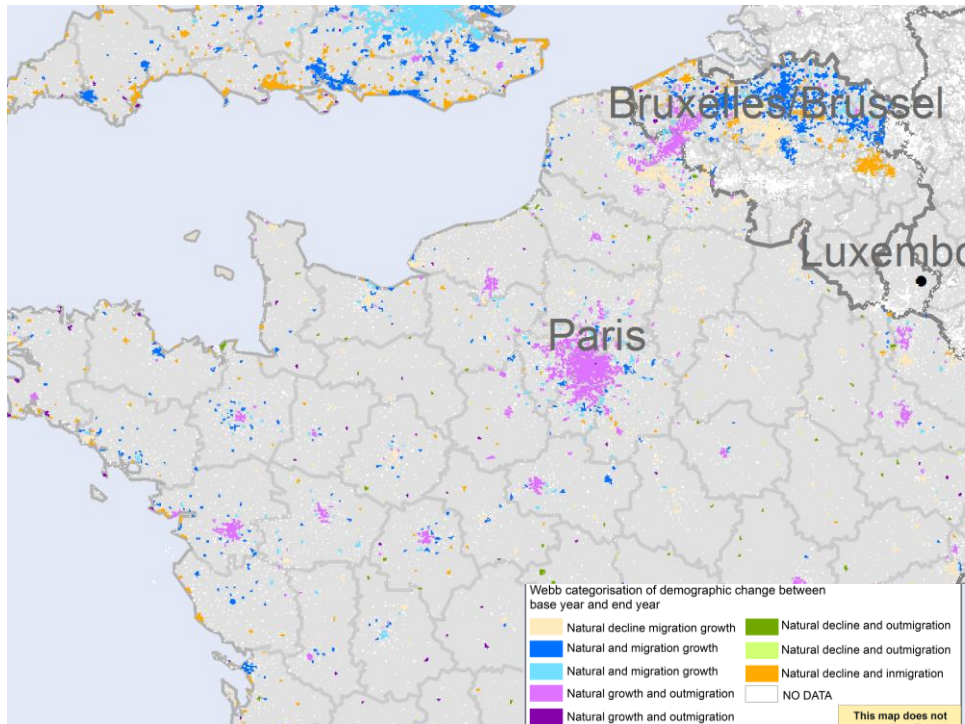 Bruxelles/Brussel
Luxembo
Paris
Webb categorisation of demographic change between
base year and end year
Natural decline migration growth
Natural and migration growth
Natural and migration growth
Natural growth and outmigration
Natural growth and outmigration
Natural decline and outmigration
Natural decline and outmigration
Natural decline and inmigration
NO DATA
This map does not